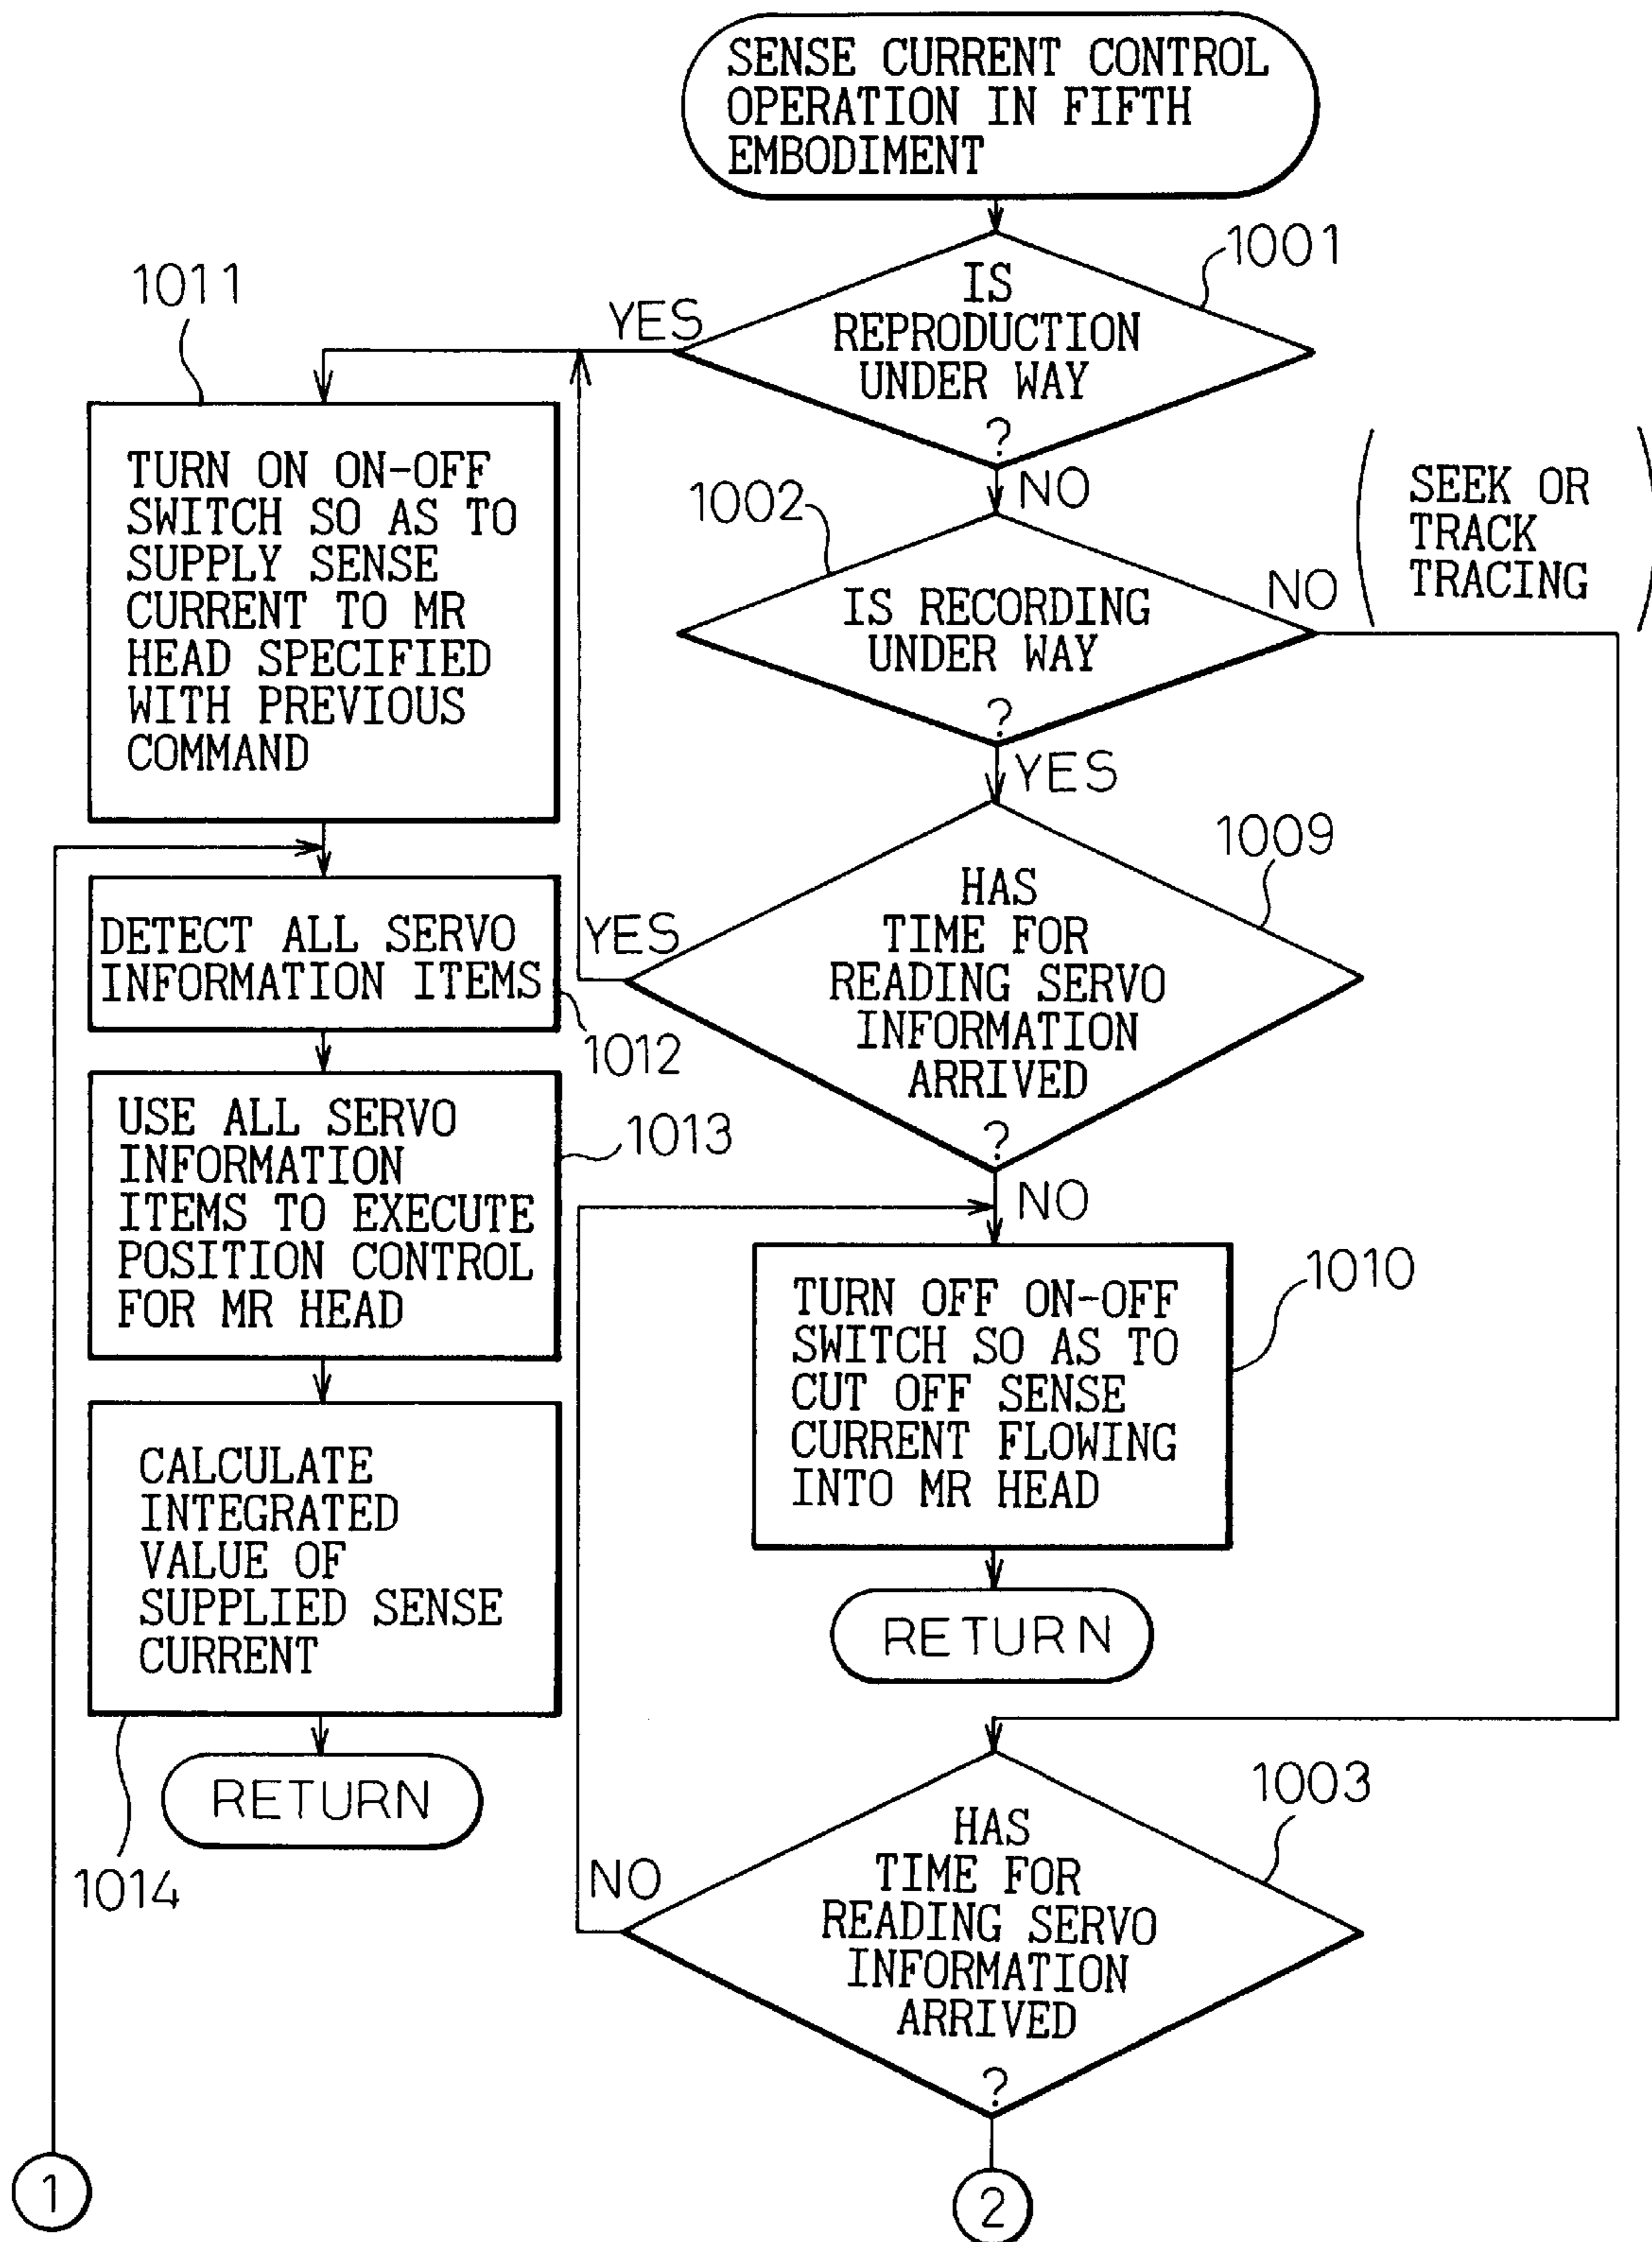 SENSE CURRENT CONTROL
OPERATION IN FIFTH
EMBODIMENT
1001
IS
REPRODUCTION
UNDER WAY
?
YES
NO
1011
TURN ON ON-OFF
SWITCH SO AS TO
SUPPLY SENSE
CURRENT TO MR
HEAD SPECIFIED
WITH PREVIOUS
COMMAND
1002
IS RECORDING
UNDER WAY
?
NO
SEEK OR
TRACK
TRACING
YES
1009
HAS
TIME FOR
READING SERVO
INFORMATION
ARRIVED
?
YES
NO
DETECT ALL SERVO
INFORMATION ITEMS
1012
USE ALL SERVO
INFORMATION
ITEMS TO EXECUTE
POSITION CONTROL
FOR MR HEAD
1013
TURN OFF ON-OFF
SWITCH SO AS TO
CUT OFF SENSE
CURRENT FLOWING
INTO MR HEAD
1010
RETURN
CALCULATE
INTEGRATED
VALUE OF
SUPPLIED SENSE
CURRENT
1014
RETURN
1003
HAS
TIME FOR
READING SERVO
INFORMATION
ARRIVED
?
NO
1
2